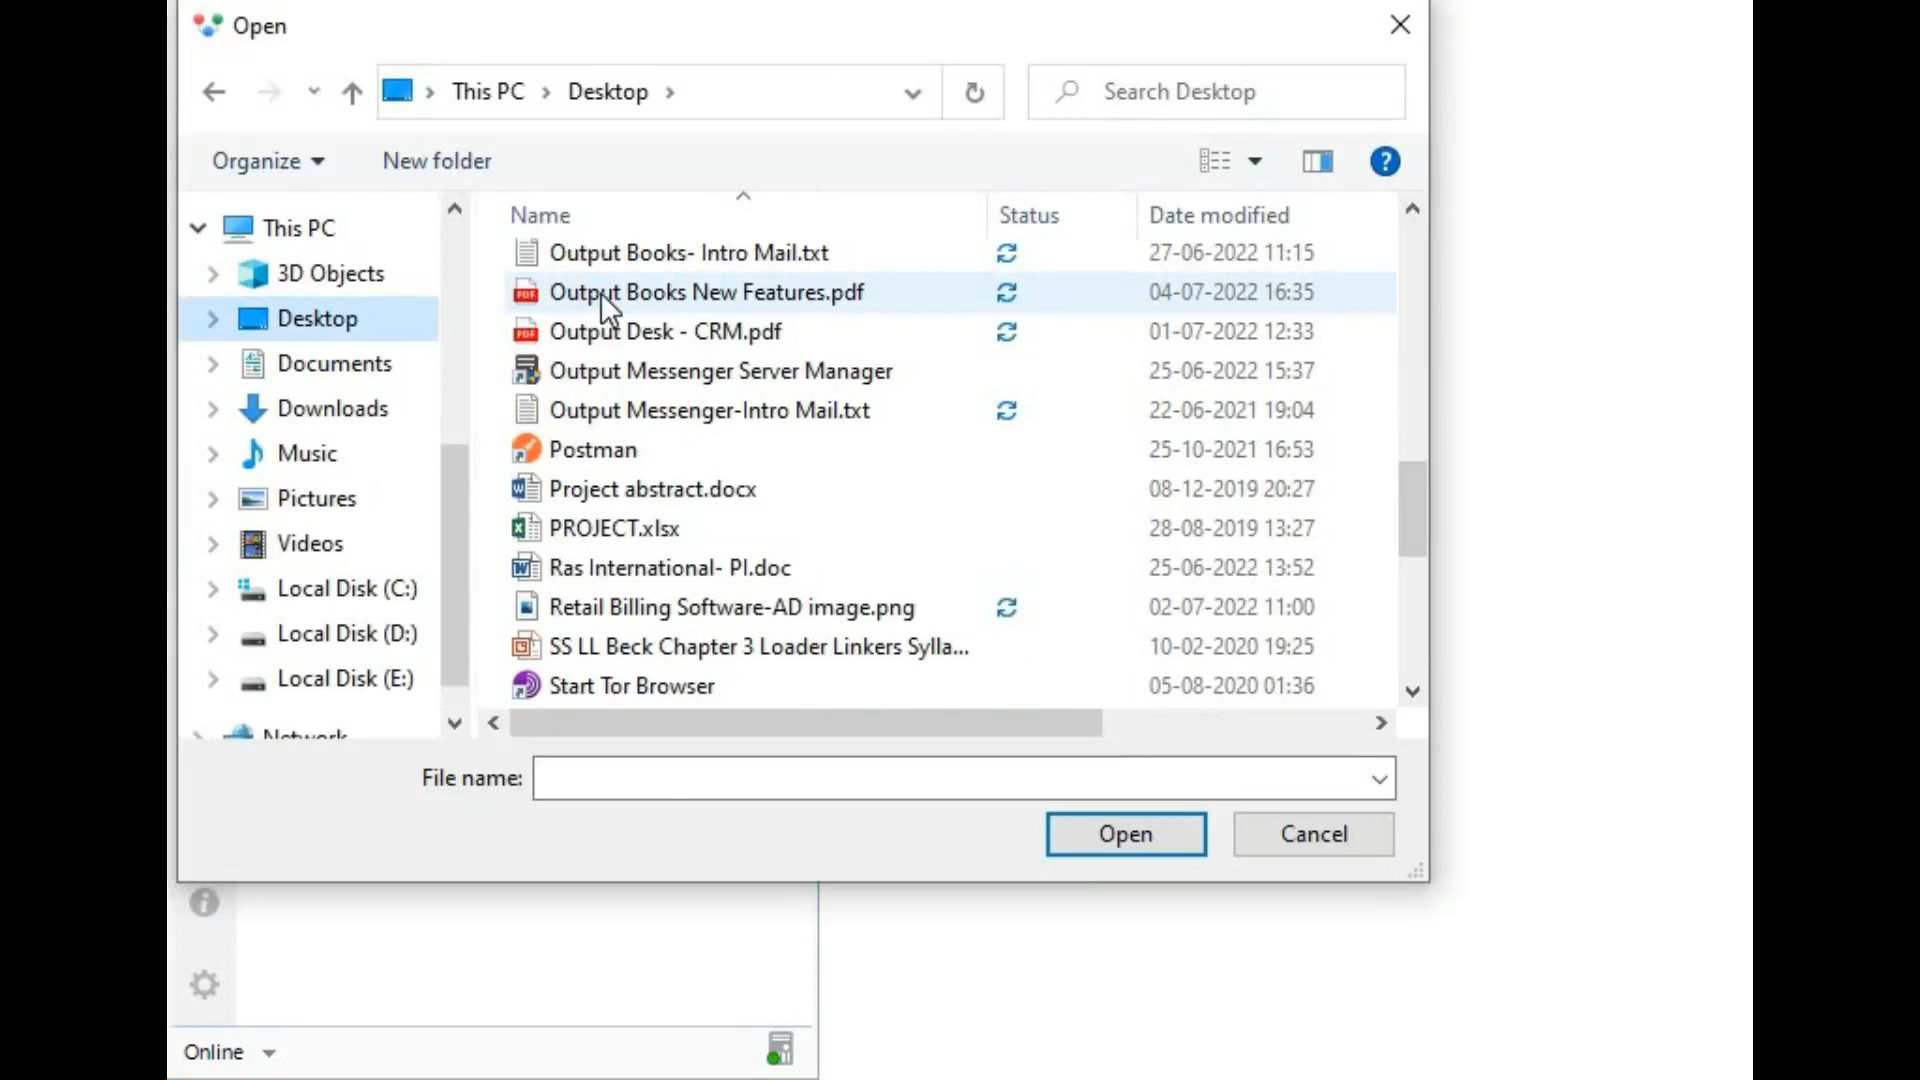 Open
This PC
Desktop
Search Desktop
Organize
New folder
Name
Status
Date modified
This PC
3D Objects
Desktop
Documents
Downloads
Music
Pictures
Videos
Local Disk (C:)
Local Disk (D:)
Local Disk (E:)
Network
Output Books- Intro Mail.txt 27-06-2022 11:15
Output Books New Features.pdf 04-07-2022 16:35
Output Desk - CRM.pdf 01-07-2022 12:33
Output Messenger Server Manager 25-06-2022 15:37
Output Messenger-Intro Mail.txt 22-06-2021 19:04
Postman 25-10-2021 16:53
Project abstract.docx 08-12-2019 20:27
PROJECT.xlsx 28-08-2019 13:27
Ras International- PI.doc 25-06-2022 13:52
Retail Billing Software-AD image.png 02-07-2022 11:00
SS LL Beck Chapter 3 Loader Linkers Sylla... 10-02-2020 19:25
Start Tor Browser 05-08-2020 01:36
File name:
Open
Cancel
Online